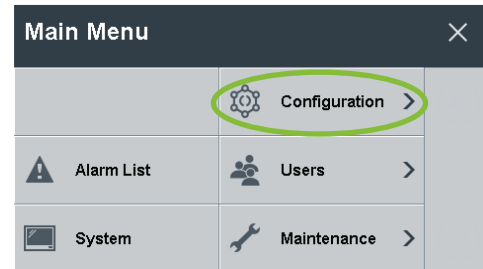 Main Menu
Configuration
Alarm List
Users
System
Maintenance